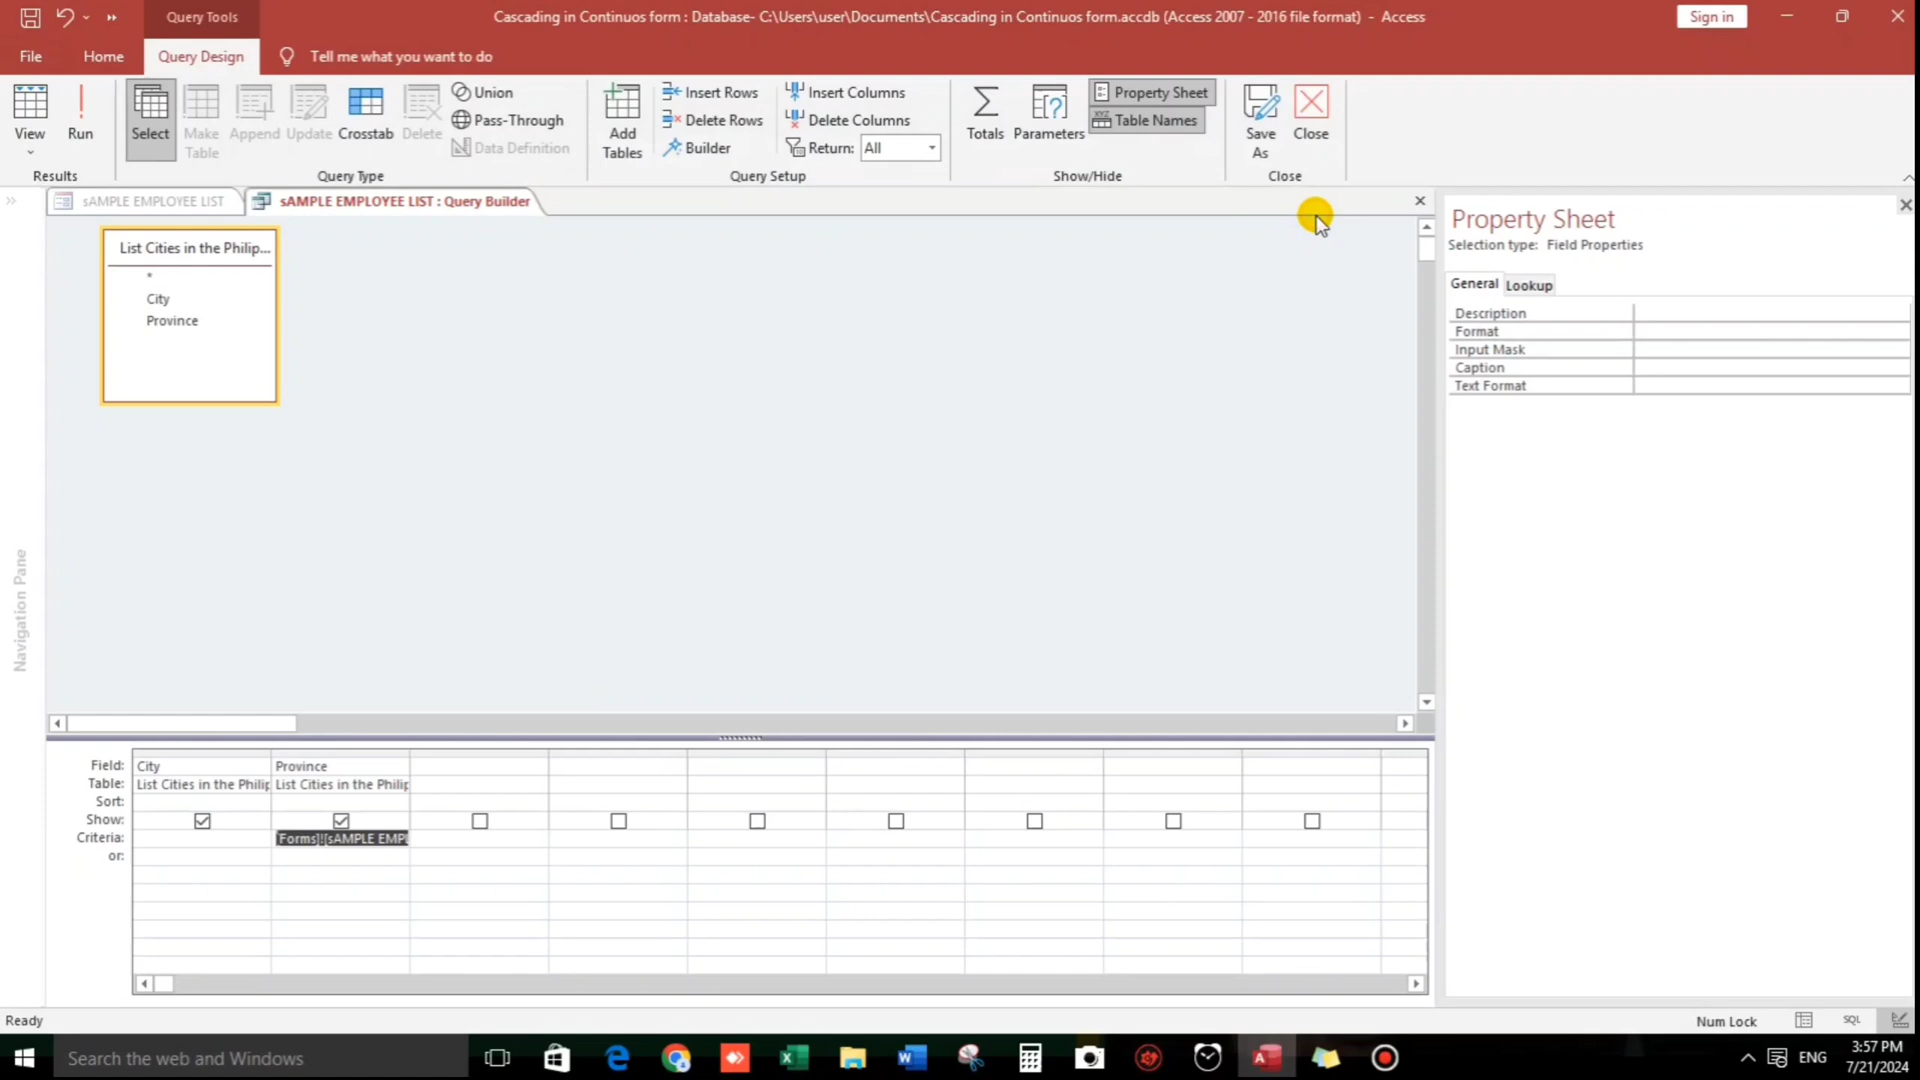 Query Tools
Cascading in Continuos form : Database- C:\Users\user\Documents\Cascading in Continuos form.accdb (Access 2007 - 2016 file format) - Access
Sign in
File
Home
Query Design
Tell me what you want to do
View
Run
Select
Make Table
Append
Update
Crosstab
Delete
Union
Pass-Through
Data Definition
Add Tables
Insert Rows
Delete Rows
Builder
Insert Columns
Delete Columns
Return: All
Totals
Parameters
Property Sheet
Table Names
Save As
Close
Results
Query Type
Query Setup
Show/Hide
Close
sAMPLE EMPLOYEE LIST
sAMPLE EMPLOYEE LIST : Query Builder
List Cities in the Philip...
*
City
Province
Property Sheet
Selection type: Field Properties
General
Lookup
Description
Format
Input Mask
Caption
Text Format
Navigation Pane
Field: City Province
Table: List Cities in the Philip List Cities in the Philip
Sort:
Show:
Criteria: [Forms]![sAMPLE EMPL
or:
Ready
Num Lock
SQL
Search the web and Windows
ENG
3:57 PM
7/21/2024